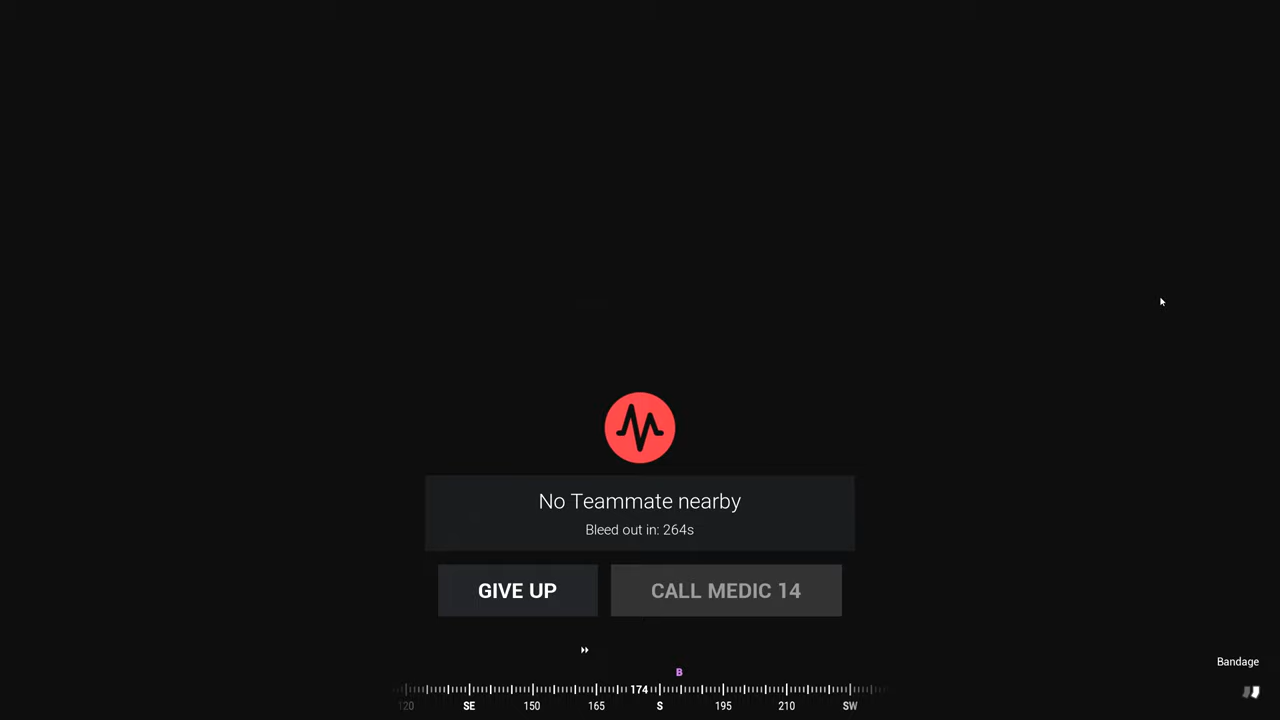 No Teammate nearby
Bleed out in: 264s
GIVE UP
CALL MEDIC 14
B
Bandage
174
120 SE 150 165 S 195 210 SW